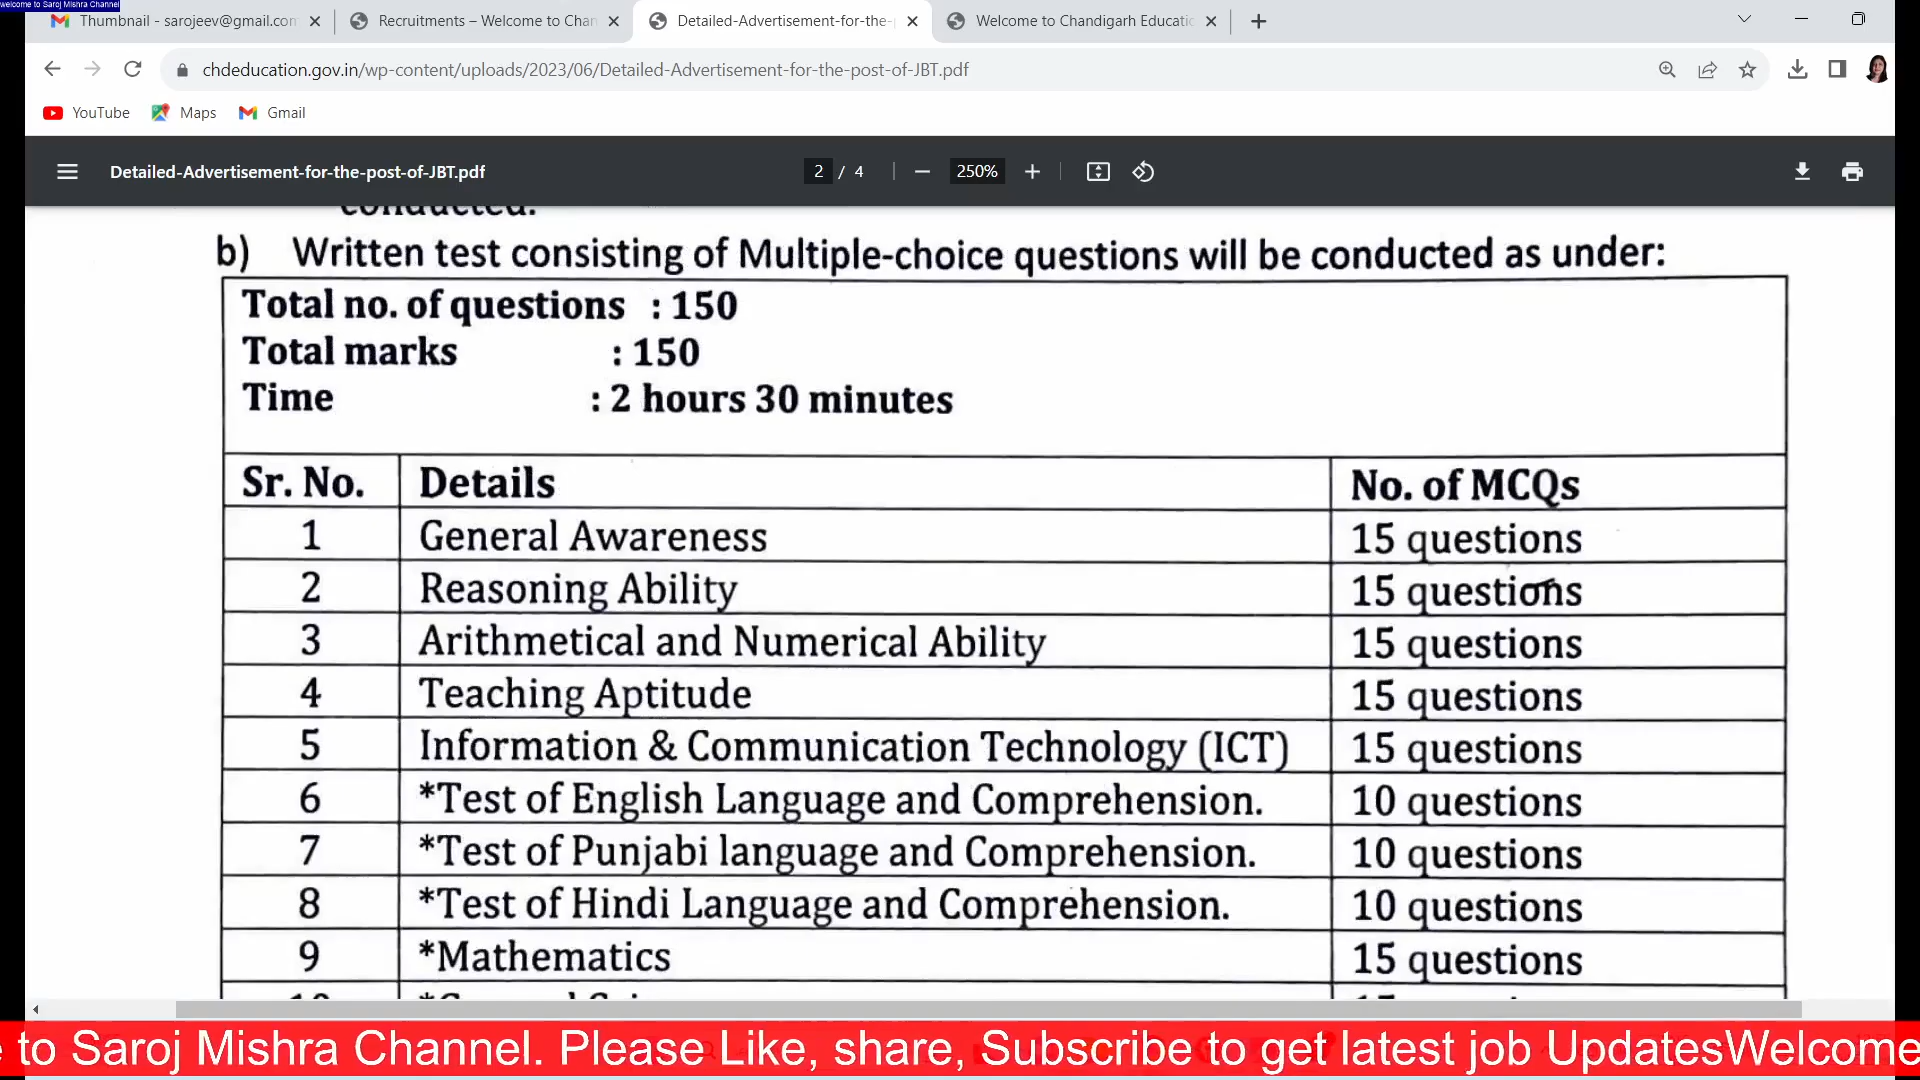 welcome to Saroj Mishra Channel
Thumbnail - sarojeev@gmail.com
Recruitments – Welcome to Chan
Detailed-Advertisement-for-the-
Welcome to Chandigarh Educatic
chdeducation.gov.in/wp-content/uploads/2023/06/Detailed-Advertisement-for-the-post-of-JBT.pdf
YouTube Maps Gmail
Detailed-Advertisement-for-the-post-of-JBT.pdf 2 / 4 250%
conducted.
b) Written test consisting of Multiple-choice questions will be conducted as under:
Total no. of questions : 150
Total marks : 150
Time : 2 hours 30 minutes
Sr. No. Details No. of MCQs
1 General Awareness 15 questions
2 Reasoning Ability 15 questions
3 Arithmetical and Numerical Ability 15 questions
4 Teaching Aptitude 15 questions
5 Information & Communication Technology (ICT) 15 questions
6 *Test of English Language and Comprehension. 10 questions
7 *Test of Punjabi language and Comprehension. 10 questions
8 *Test of Hindi Language and Comprehension. 10 questions
9 *Mathematics 15 questions
e to Saroj Mishra Channel. Please Like, share, Subscribe to get latest job UpdatesWelcome